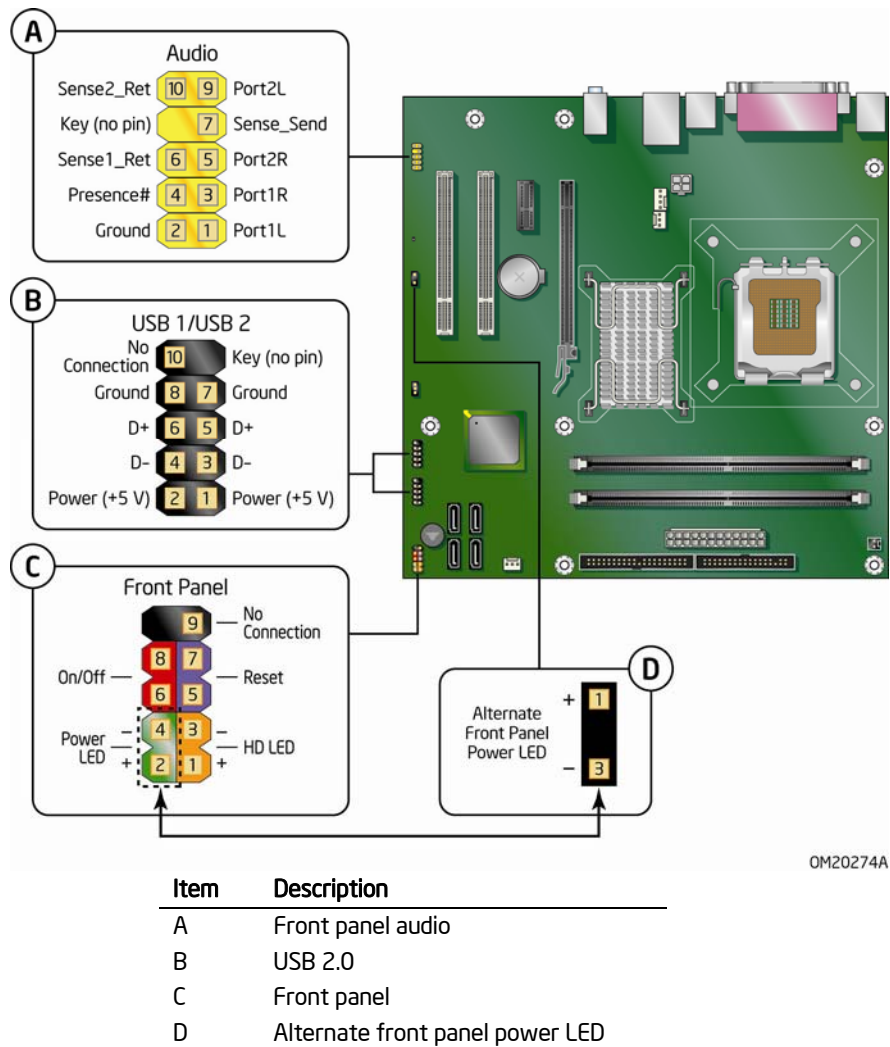 A
Audio
Sense2_Ret 10 9 Port2L
Key (no pin) 7 Sense_Send
Sense1_Ret 6 5 Port2R
Presence# 4 3 Port1R
Ground 2 1 Port1L
B
USB 1/USB 2
No
Connection 10 Key (no pin)
Ground 8 7 Ground
D+ 6 5 D+
D- 4 3 D-
Power (+5 V) 2 1 Power (+5 V)
C
Front Panel
9 No
Connection
8 7
On/Off Reset
6 5
4 3
Power
LED
- -
HD LED
+ 2 1 +
D
Alternate
Front Panel
Power LED
+ 1
- 3
OM20274A
Item Description
A Front panel audio
B USB 2.0
C Front panel
D Alternate front panel power LED